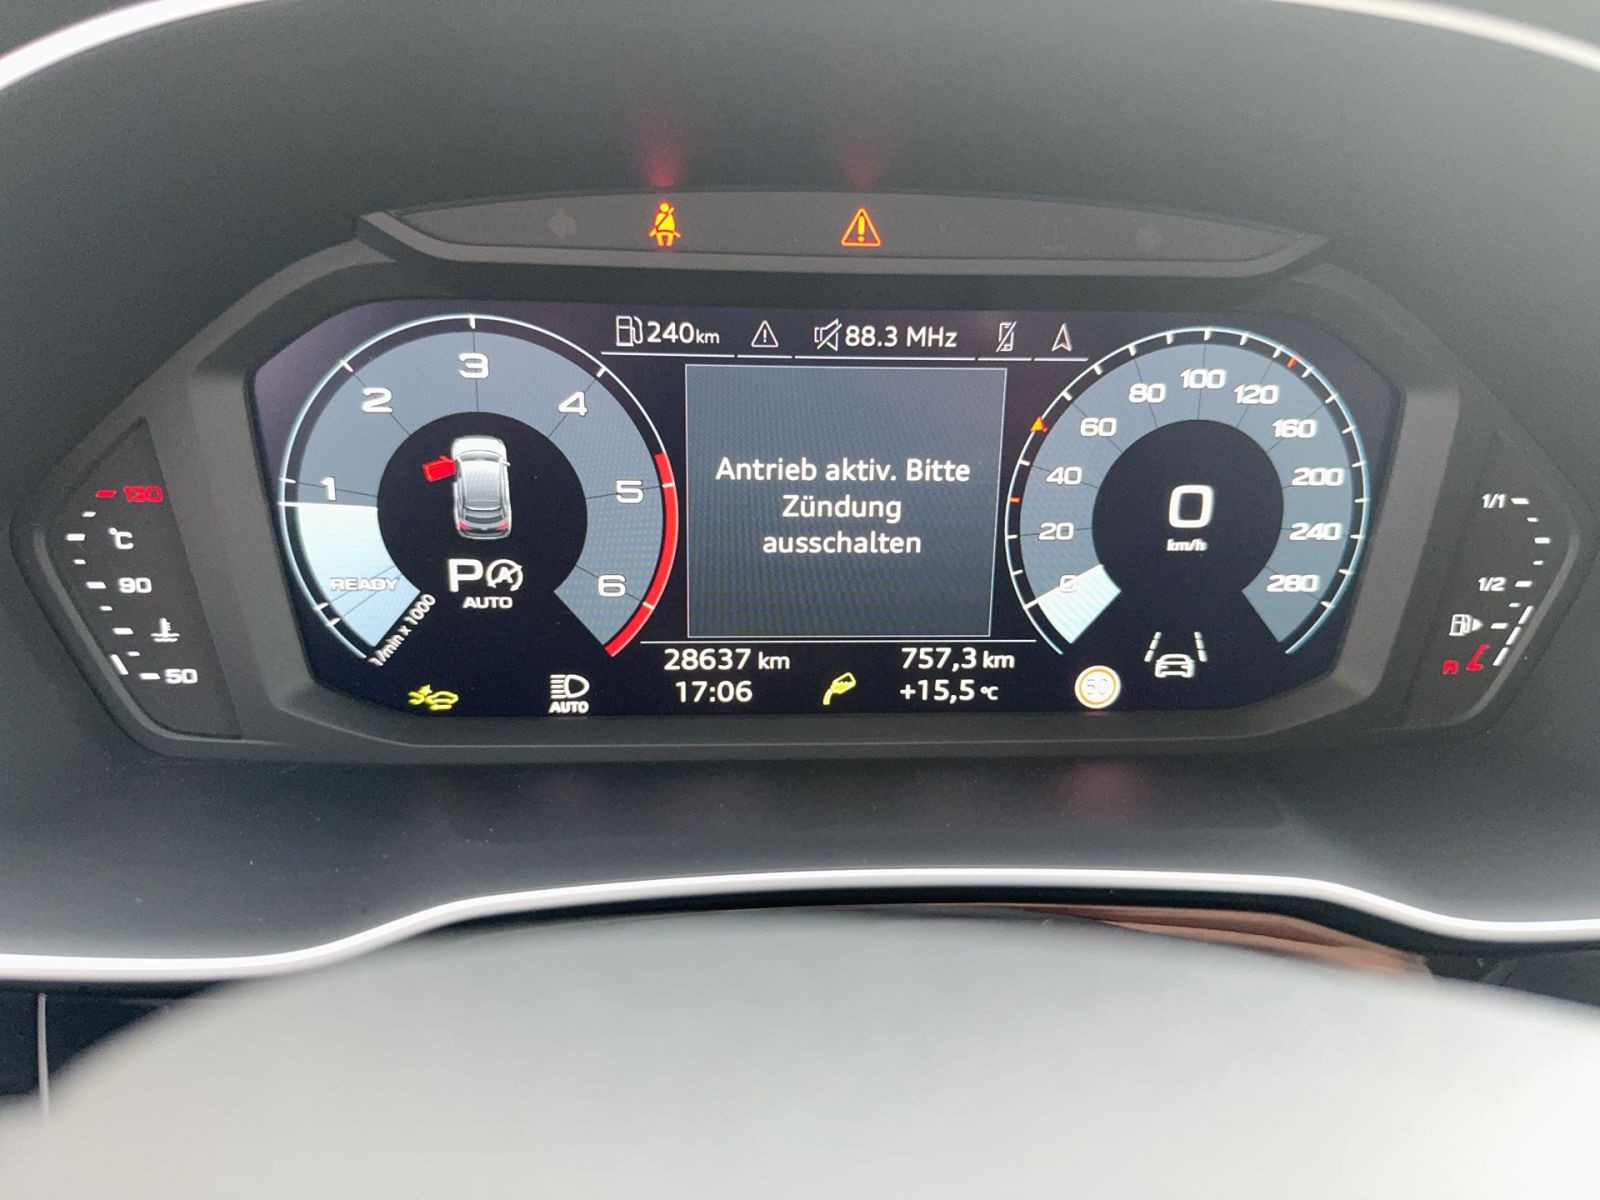 240 km
88.3 MHz
1
2
3
4
5
6
READY
1/min x 1000
P A
AUTO
Antrieb aktiv. Bitte
Zündung
ausschalten
0
20
40
60
80
100
120
160
200
240
280
0
km/h
130
°C
90
50
1/1
1/2
R
28637 km
757,3 km
17:06
+15,5 °C
AUTO